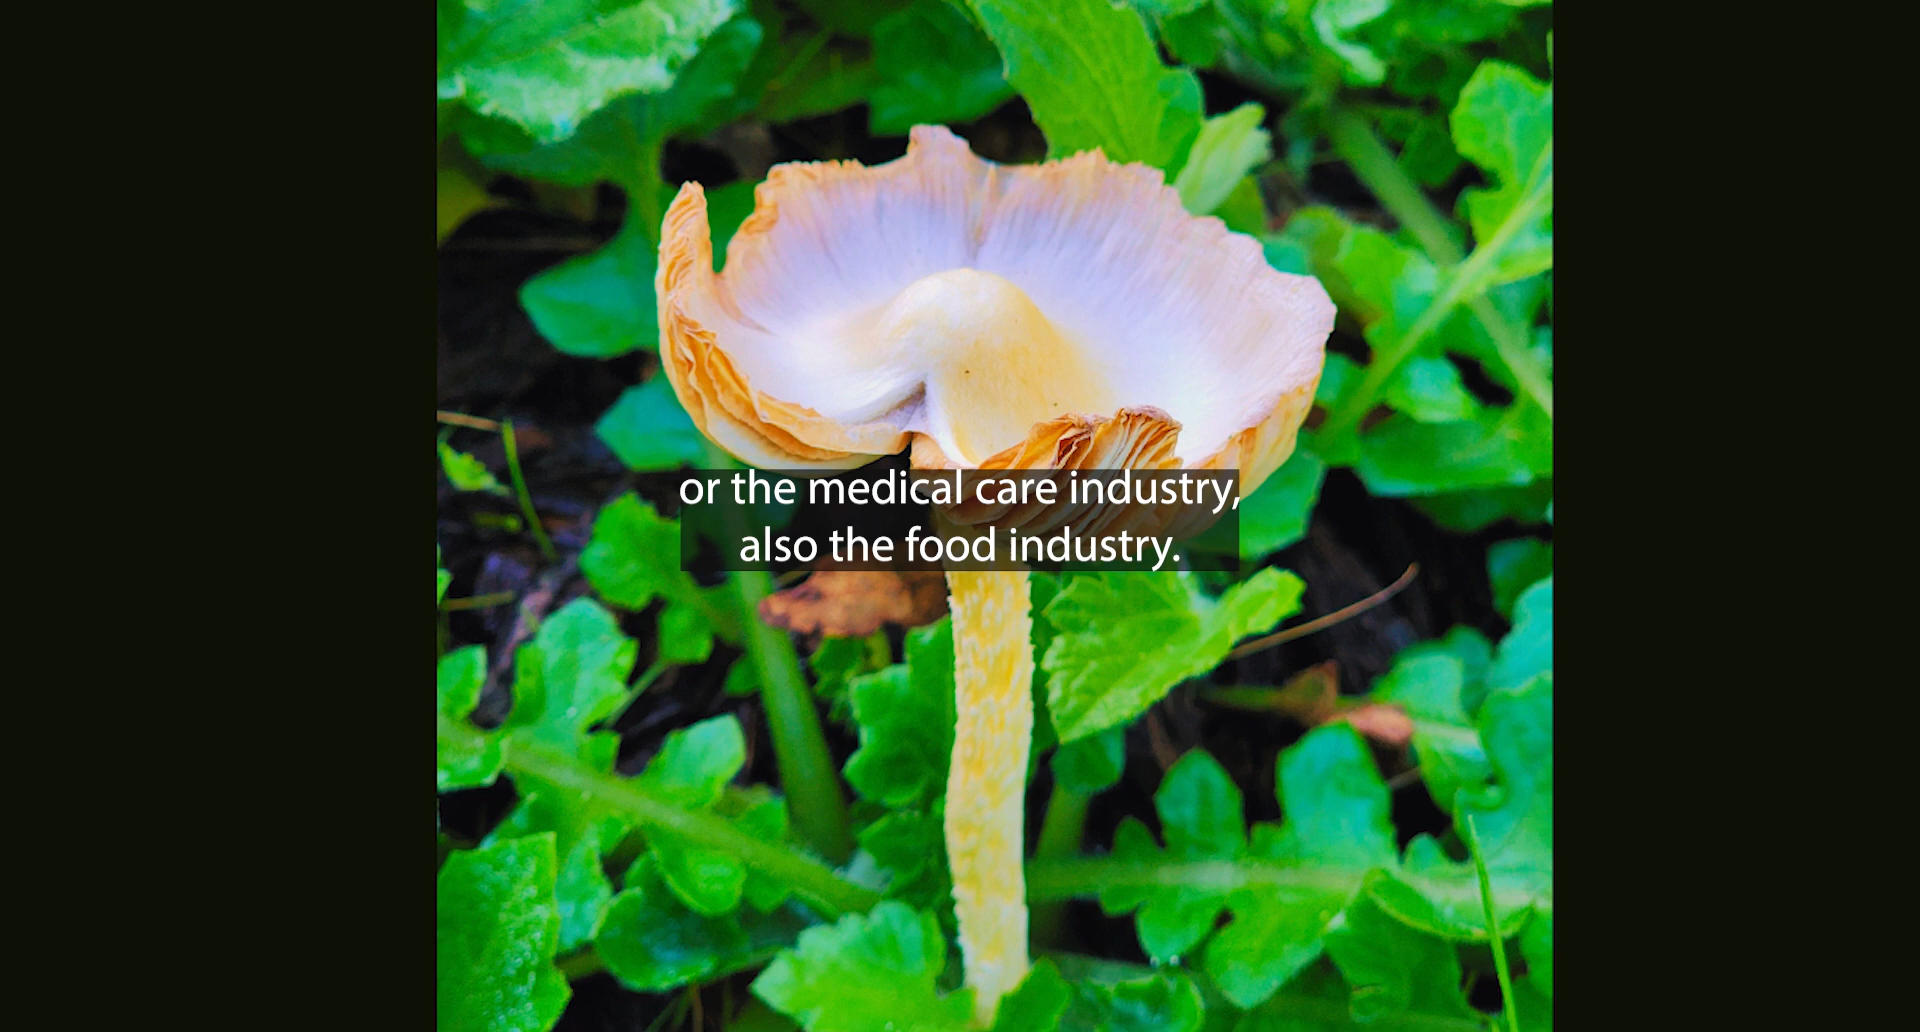 or the medical care industry,
also the food industry.